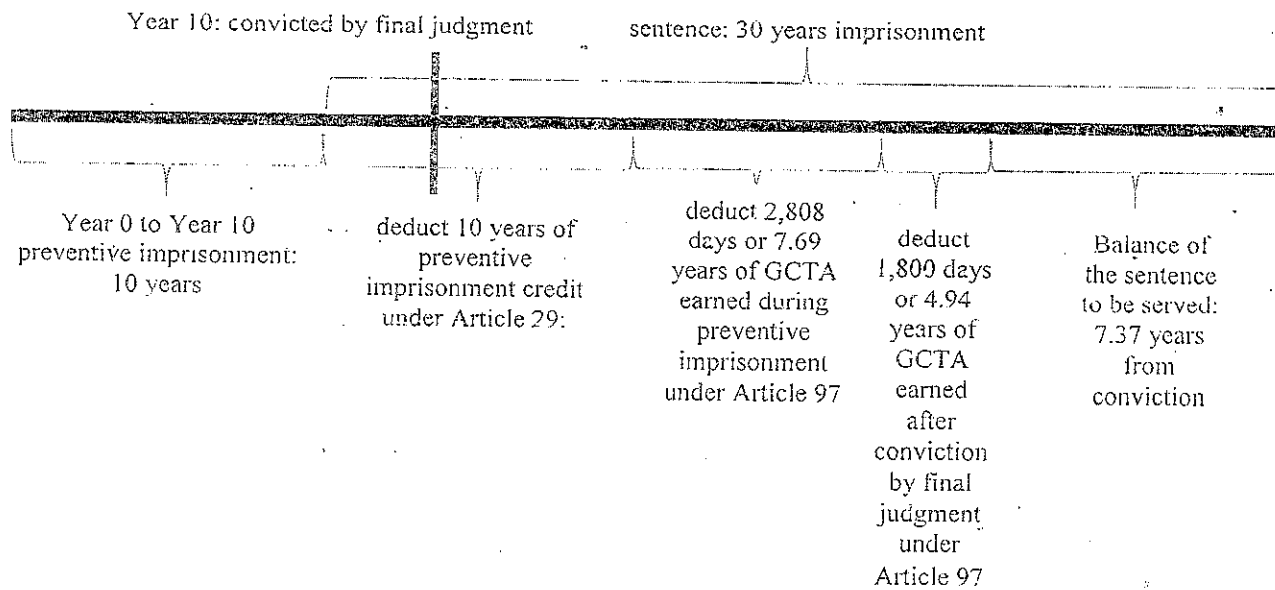 Year 10: convicted by final judgment
sentence: 30 years imprisonment
Year 0 to Year 10
preventive imprisonment:
10 years
deduct 10 years of
preventive
imprisonment credit
under Article 29:
deduct 2,808
days or 7.69
years of GCTA
earned during
preventive
imprisonment
under Article 97
deduct
1,800 days
or 4.94
years of
GCTA
earned
after
conviction
by final
judgment
under
Article 97
Balance of
the sentence
to be served:
7.37 years
from
conviction